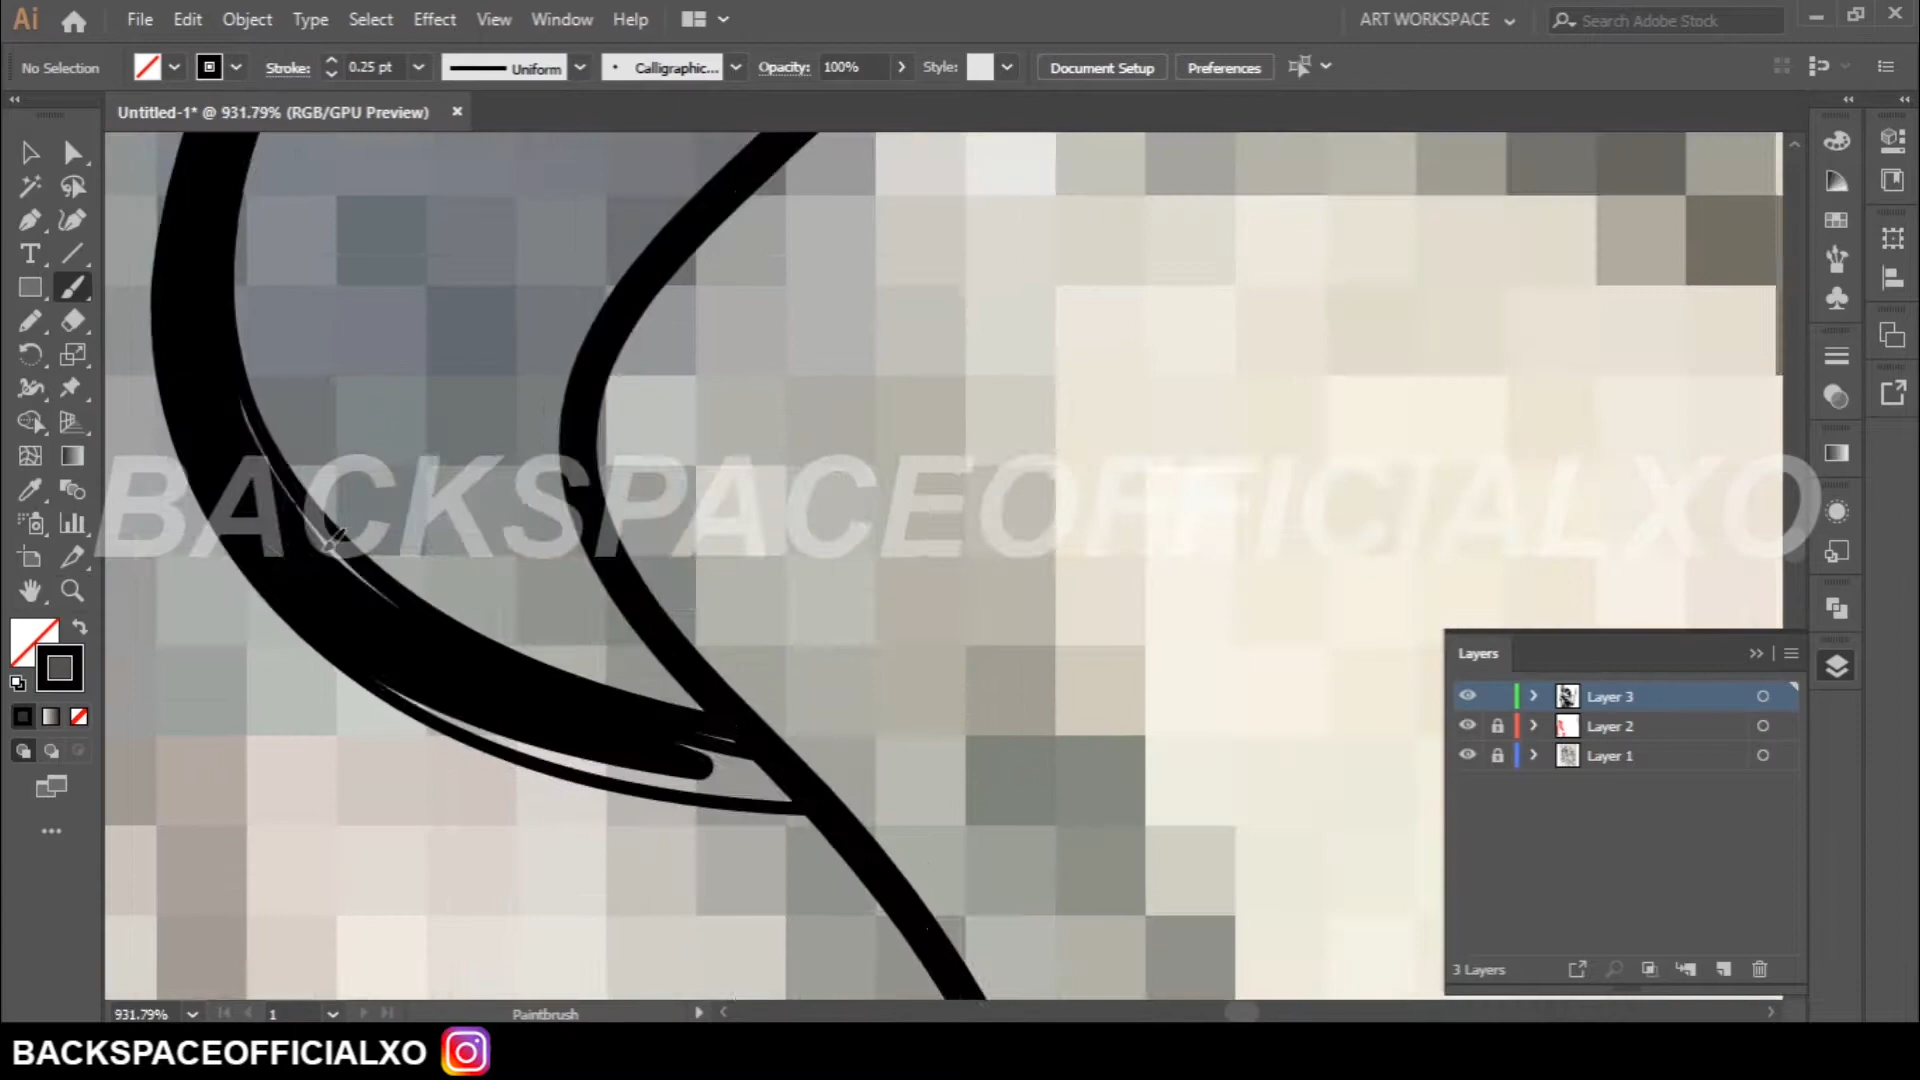 Ai File Edit Object Type Select Effect View Window Help ART WORKSPACE Search Adobe Stock
No Selection Stroke: 0.25 pt Uniform Calligraphic... Opacity: 100% Style: Document Setup Preferences
Untitled-1* @ 931.79% (RGB/GPU Preview)
BACKSPACEOFFICIALXO
Layers
Layer 3
Layer 2
Layer 1
3 Layers
931.79% 1 Paintbrush
BACKSPACEOFFICIALXO